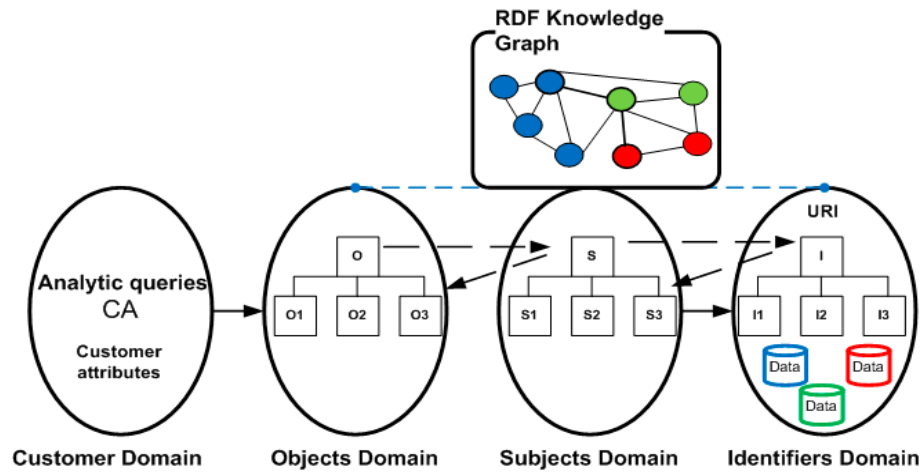 RDF Knowledge
Graph
URI
O
S
I
Analytic queries
CA
Customer
attributes
O1
O2
O3
S1
S2
S3
I1
I2
I3
Data
Data
Data
Customer Domain
Objects Domain
Subjects Domain
Identifiers Domain